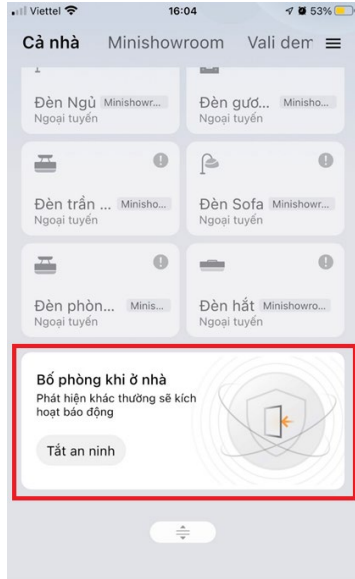 Viettel 16:04 53%
Cả nhà Minishowroom Vali dem
Đèn Ngủ Minishowr... Đèn gươ... Minisho...
Ngoại tuyến Ngoại tuyến
Đèn trần ... Minisho... Đèn Sofa Minishowr...
Ngoại tuyến Ngoại tuyến
Đèn phòn... Minis... Đèn hắt Minishowro...
Ngoại tuyến Ngoại tuyến
Bố phòng khi ở nhà
Phát hiện khác thường sẽ kích
hoạt báo động
Tắt an ninh